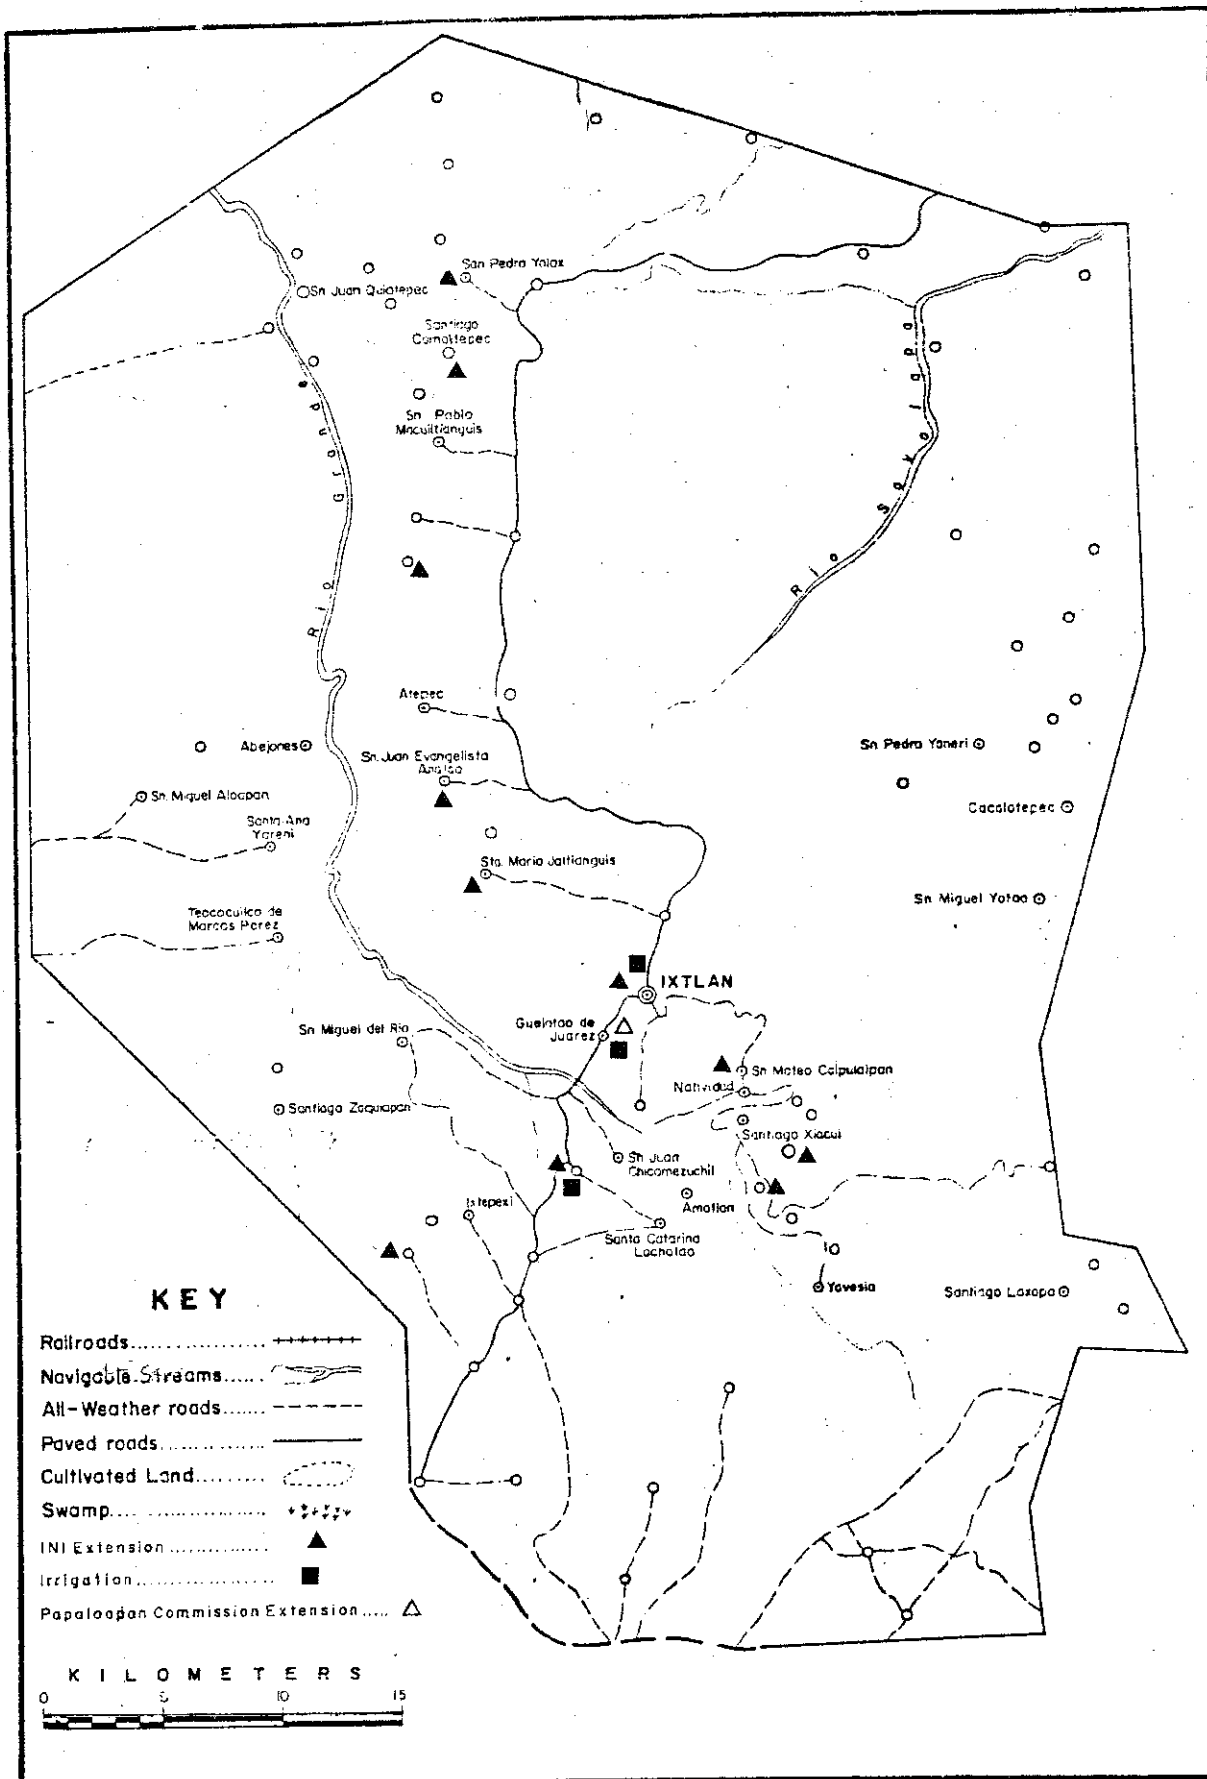 San Pedro Yolox
Sn. Juan Quiotepec
Santiago
Comaltepec
Sn. Pablo
Macuiltianguis
Rio Grande
Rio Soyolapa
Atepec
Abejones
Sn. Juan Evangelista
Analco
Sn. Pedro Yaneri
Sn. Miguel Aloapan
Santa Ana
Yareni
Cacalotepec
Sta. Maria Jaltianguis
Sn. Miguel Yotao
Teococuilco de
Marcos Perez
IXTLAN
Sn. Miguel del Rio
Guelatao de
Juarez
Sn. Mateo Calpulalpan
Natividad
Santiago Zoquiapan
Santiago Xiacui
Sn. Juan
Chicomezuchil
Ixtepexi
Amatlan
Santa Catarina
Lachatao
Yavesia
Santiago Laxopa
KEY
Railroads
Navigable Streams
All-Weather roads
Paved roads
Cultivated Land
Swamp
INI Extension
Irrigation
Papaloapan Commission Extension
KILOMETERS
0 5 10 15